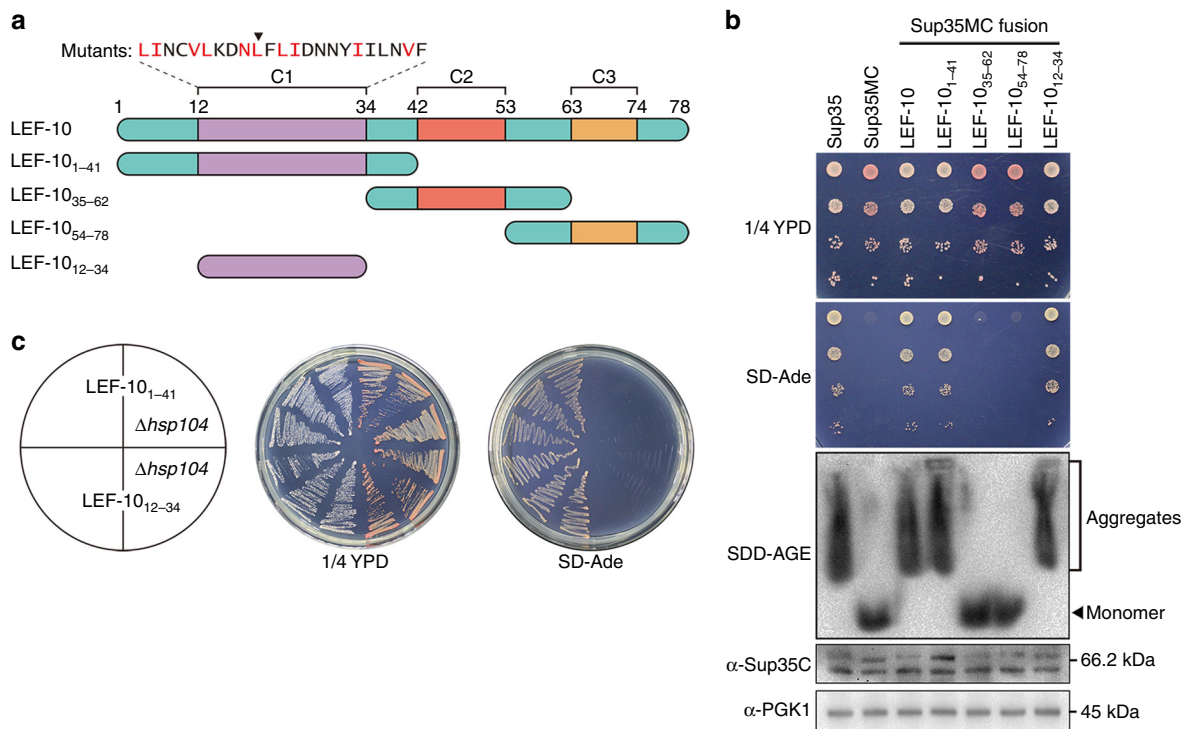 a
Mutants: LINCVLKDNLFLIDNNYIILNVF
C1 C2 C3
1 12 34 42 53 63 74 78
LEF-10
LEF-10₁₋₄₁
LEF-10₃₅₋₆₂
LEF-10₅₄₋₇₈
LEF-10₁₂₋₃₄
c
LEF-10₁₋₄₁
Δhsp104
Δhsp104
LEF-10₁₂₋₃₄
1/4 YPD
SD-Ade
b
Sup35MC fusion
Sup35
Sup35MC
LEF-10
LEF-10₁₋₄₁
LEF-10₃₅₋₆₂
LEF-10₅₄₋₇₈
LEF-10₁₂₋₃₄
1/4 YPD
SD-Ade
SDD-AGE
Aggregates
Monomer
α-Sup35C
66.2 kDa
α-PGK1
45 kDa